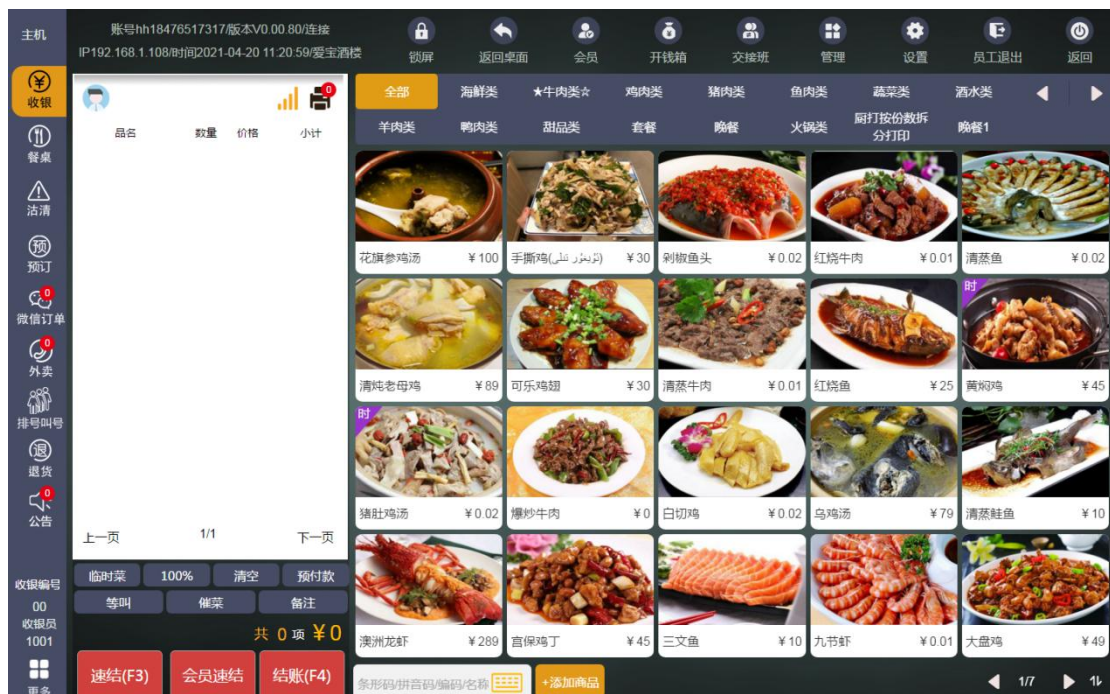 主机
账号hh18476517317/版本V0.00.80/连接
IP192.168.1.108/时间2021-04-20 11:20:59/爱宝酒楼
锁屏
返回桌面
会员
开钱箱
交接班
管理
设置
员工退出
返回
收银
餐桌
沽清
预
预订
0
微信订单
0
外卖
排号叫号
退
退货
0
公告
收银编号
00
收银员
1001
更多
0
品名 数量 价格 小计
上一页 1/1 下一页
临时菜 100% 清空 预付款
等叫 催菜 备注
共 0 项 ¥0
速结(F3) 会员速结 结账(F4)
全部 海鲜类 ★牛肉类☆ 鸡肉类 猪肉类 鱼肉类 蔬菜类 酒水类
羊肉类 鸭肉类 甜品类 套餐 晚餐 火锅类 厨打按份数拆
分打印 晚餐1
花旗参鸡汤 ¥100
手撕鸡 ¥30
剁椒鱼头 ¥0.02
红烧牛肉 ¥0.01
清蒸鱼 ¥0.02
清炖老母鸡 ¥89
可乐鸡翅 ¥30
清蒸牛肉 ¥0.01
红烧鱼 ¥25
时
黄焖鸡 ¥45
时
猪肚鸡汤 ¥0.02
爆炒牛肉 ¥0
白切鸡 ¥0.02
乌鸡汤 ¥79
清蒸鲑鱼 ¥10
澳洲龙虾 ¥289
宫保鸡丁 ¥45
三文鱼 ¥10
九节虾 ¥0.01
大盘鸡 ¥49
条形码/拼音码/编码/名称
+添加商品
1/7